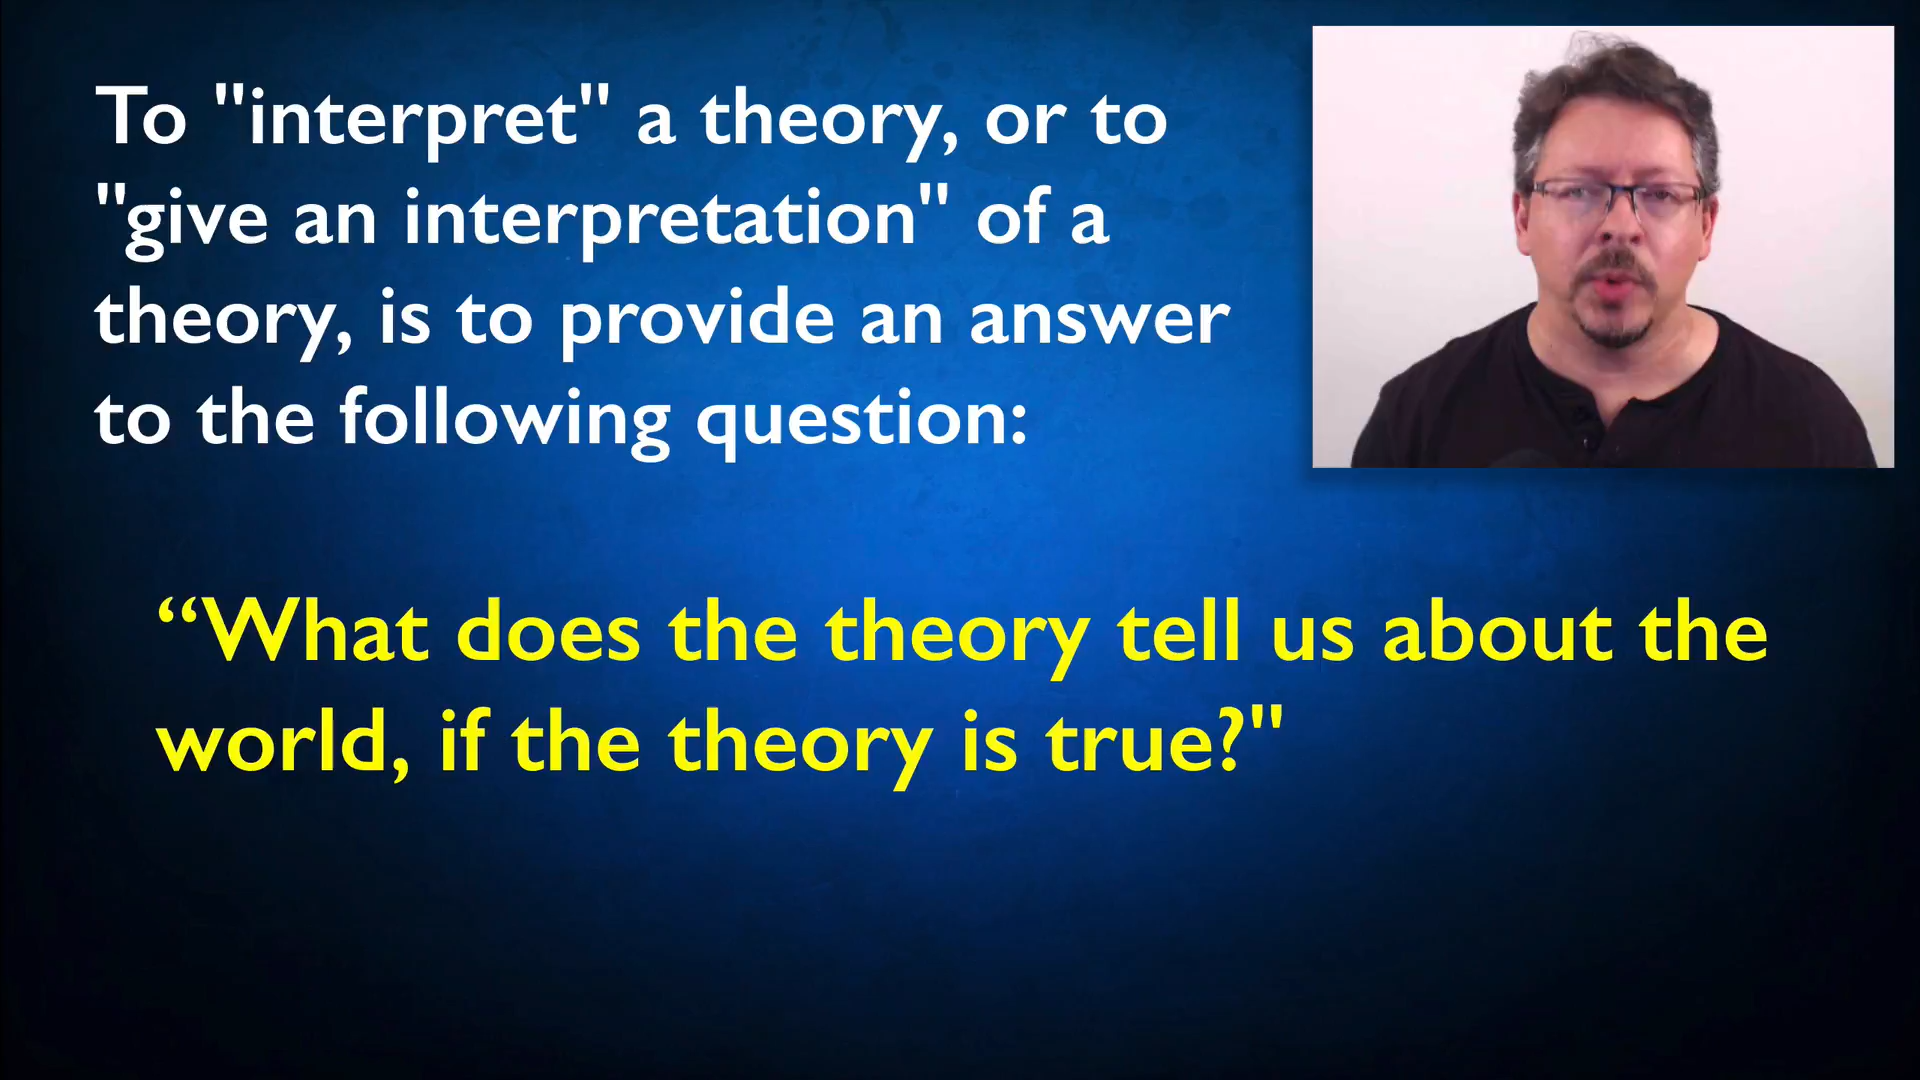 To "interpret" a theory, or to
"give an interpretation" of a
theory, is to provide an answer
to the following question:
“What does the theory tell us about the
world, if the theory is true?"